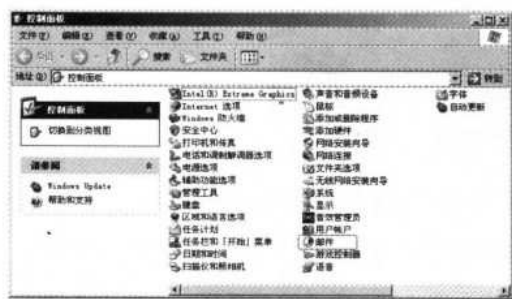 控制面板
文件(F) 编辑(E) 查看(V) 收藏(A) 工具(T) 帮助(H)
后退 搜索 文件夹
地址(D) 控制面板 转到
控制面板
切换到分类视图
请参阅
Windows Update
帮助和支持
Intel(R) Extreme Graphics
Internet 选项
Windows 防火墙
安全中心
打印机和传真
电话和调制解调器选项
电源选项
辅助功能选项
管理工具
键盘
区域和语言选项
任务计划
任务栏和「开始」菜单
日期和时间
扫描仪和照相机
声音和音频设备
鼠标
添加或删除程序
添加硬件
网络安装向导
网络连接
文件夹选项
无线网络安装向导
系统
显示
音效管理员
用户帐户
邮件
游戏控制器
语音
字体
自动更新